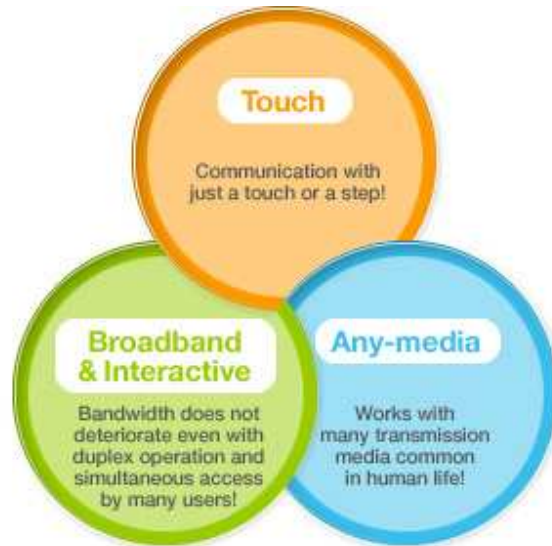 Touch
Communication with
just a touch or a step!
Broadband
& Interactive
Bandwidth does not
deteriorate even with
duplex operation and
simultaneous access
by many users!
Any-media
Works with
many transmission
media common
in human life!